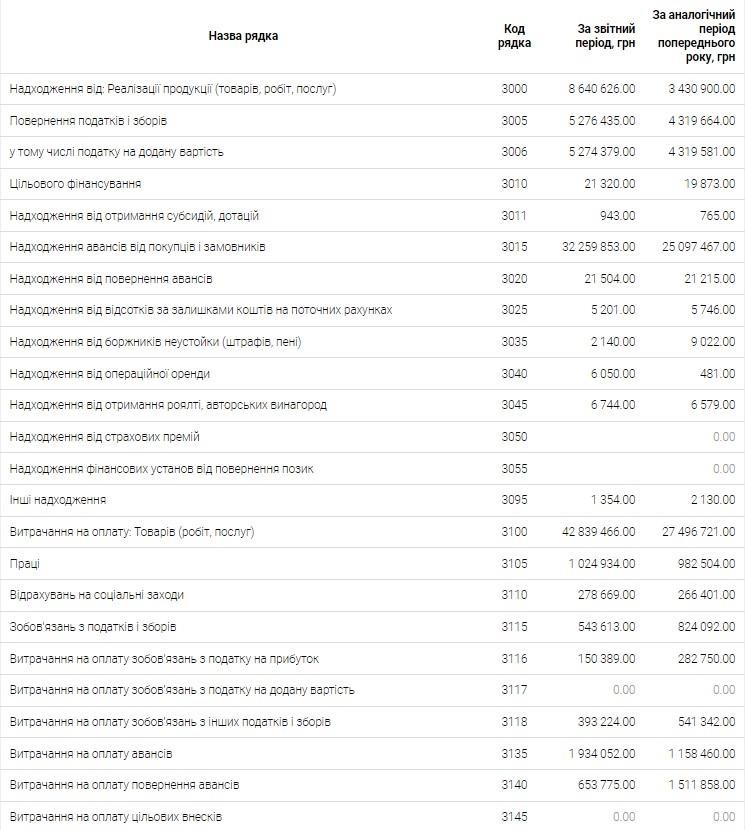 Назва рядка Код рядка За звітний період, грн За аналогічний період попереднього року, грн
Надходження від: Реалізації продукції (товарів, робіт, послуг) 3000 8 640 626.00 3 430 900.00
Повернення податків і зборів 3005 5 276 435.00 4 319 664.00
у тому числі податку на додану вартість 3006 5 274 379.00 4 319 581.00
Цільового фінансування 3010 21 320.00 19 873.00
Надходження від отримання субсидій, дотацій 3011 943.00 765.00
Надходження авансів від покупців і замовників 3015 32 259 853.00 25 097 467.00
Надходження від повернення авансів 3020 21 504.00 21 215.00
Надходження від відсотків за залишками коштів на поточних рахунках 3025 5 201.00 5 746.00
Надходження від боржників неустойки (штрафів, пені) 3035 2 140.00 9 022.00
Надходження від операційної оренди 3040 6 050.00 481.00
Надходження від отримання роялті, авторських винагород 3045 6 744.00 6 579.00
Надходження від страхових премій 3050 0.00
Надходження фінансових установ від повернення позик 3055 0.00
Інші надходження 3095 1 354.00 2 130.00
Витрачання на оплату: Товарів (робіт, послуг) 3100 42 839 466.00 27 496 721.00
Праці 3105 1 024 934.00 982 504.00
Відрахувань на соціальні заходи 3110 278 669.00 266 401.00
Зобов'язань з податків і зборів 3115 543 613.00 824 092.00
Витрачання на оплату зобов'язань з податку на прибуток 3116 150 389.00 282 750.00
Витрачання на оплату зобов'язань з податку на додану вартість 3117 0.00 0.00
Витрачання на оплату зобов'язань з інших податків і зборів 3118 393 224.00 541 342.00
Витрачання на оплату авансів 3135 1 934 052.00 1 158 460.00
Витрачання на оплату повернення авансів 3140 653 775.00 1 511 858.00
Витрачання на оплату цільових внесків 3145 0.00 0.00